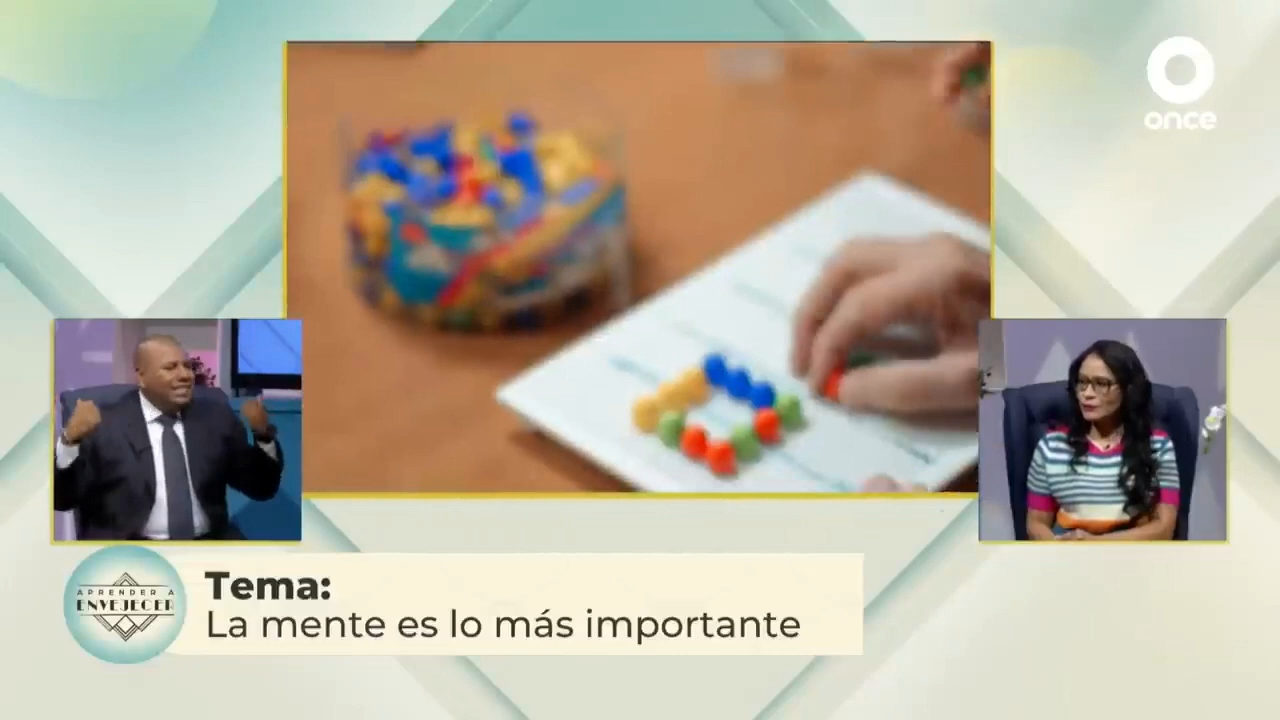 once
APRENDER A
ENVEJECER
Tema:
La mente es lo más importante